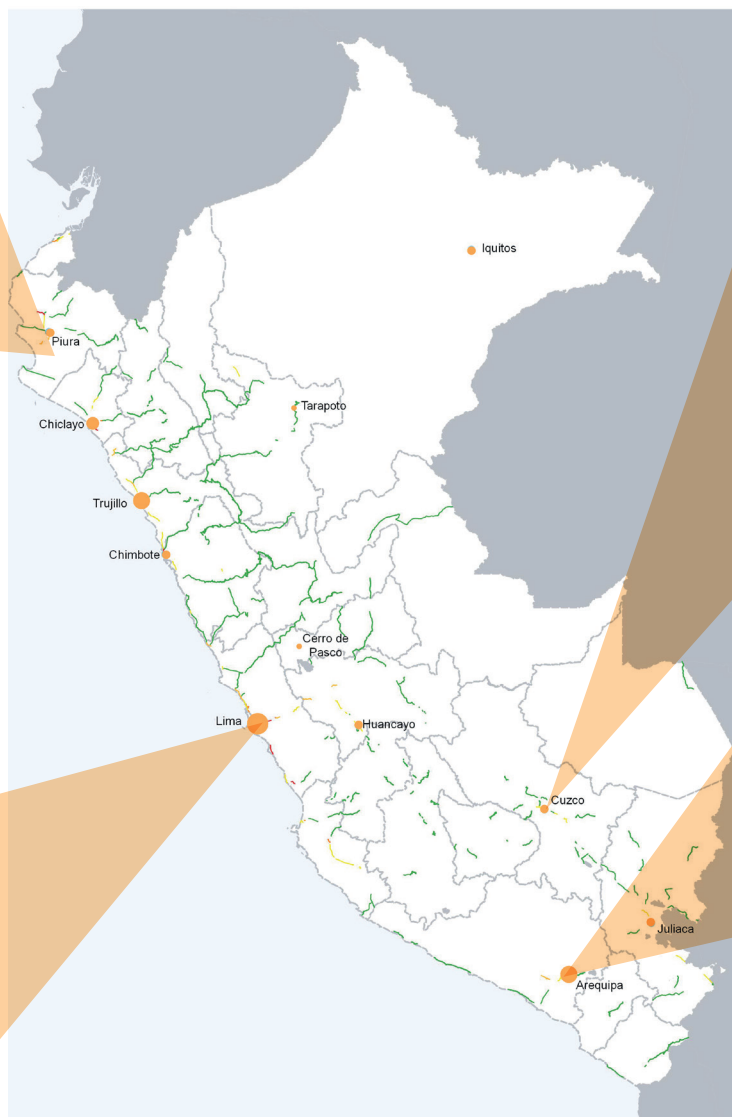 Iquitos
Piura
Tarapoto
Chiclayo
Trujillo
Chimbote
Cerro de
Pasco
Lima
Huancayo
Cuzco
Juliaca
Arequipa